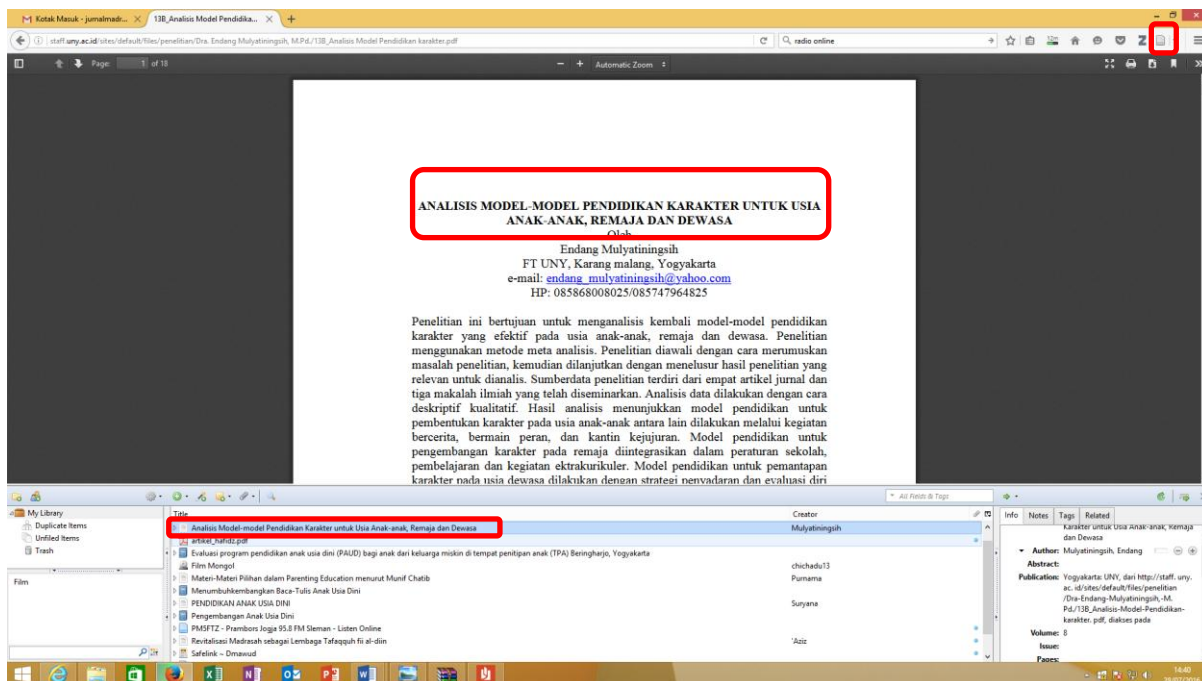 Kotak Masuk - jurnalmadr...
13B_Analisis Model Pendidika...
staff.uny.ac.id/sites/default/files/penelitian/Dra. Endang Mulyatiningsih, M.Pd./13B_Analisis Model Pendidikan karakter.pdf
radio online
Page: 1 of 18
Automatic Zoom
ANALISIS MODEL-MODEL PENDIDIKAN KARAKTER UNTUK USIA
ANAK-ANAK, REMAJA DAN DEWASA
Oleh
Endang Mulyatiningsih
FT UNY, Karang malang, Yogyakarta
e-mail: endang_mulyatiningsih@yahoo.com
HP: 085868008025/085747964825
Penelitian ini bertujuan untuk menganalisis kembali model-model pendidikan
karakter yang efektif pada usia anak-anak, remaja dan dewasa. Penelitian
menggunakan metode meta analisis. Penelitian diawali dengan cara merumuskan
masalah penelitian, kemudian dilanjutkan dengan menelusur hasil penelitian yang
relevan untuk dianalis. Sumberdata penelitian terdiri dari empat artikel jurnal dan
tiga makalah ilmiah yang telah diseminarkan. Analisis data dilakukan dengan cara
deskriptif kualitatif. Hasil analisis menunjukkan model pendidikan untuk
pembentukan karakter pada usia anak-anak antara lain dilakukan melalui kegiatan
bercerita, bermain peran, dan kantin kejujuran. Model pendidikan untuk
pengembangan karakter pada remaja diintegrasikan dalam peraturan sekolah,
pembelajaran dan kegiatan ektrakurikuler. Model pendidikan untuk pemantapan
karakter pada usia dewasa dilakukan dengan strategi penyadaran dan evaluasi diri
All Fields & Tags
My Library
Duplicate Items
Unfiled Items
Trash
Film
Title Creator
Analisis Model-model Pendidikan Karakter untuk Usia Anak-anak, Remaja dan Dewasa Mulyatiningsih
artikel_hafidz.pdf
Evaluasi program pendidikan anak usia dini (PAUD) bagi anak dari keluarga miskin di tempat penitipan anak (TPA) Beringharjo, Yogyakarta
Film Mongol chichadu13
Materi-Materi Pilihan dalam Parenting Education menurut Munif Chatib Purnama
Menumbuhkembangkan Baca-Tulis Anak Usia Dini
PENDIDIKAN ANAK USIA DINI Suryana
Pengembangan Anak Usia Dini
PM5FTZ - Prambors Jogja 95.8 FM Sleman - Listen Online
Revitalisasi Madrasah sebagai Lembaga Tafaqquh fii al-diin 'Aziz
Safelink ~ Dmawud
Info Notes Tags Related
Karakter untuk Usia Anak-anak, Remaja
dan Dewasa
Author: Mulyatiningsih, Endang
Abstract:
Publication: Yogyakarta: UNY, dari http://staff. uny.
ac. id/sites/default/files/penelitian
/Dra-Endang-Mulyatiningsih,-M.
Pd./13B_Analisis-Model-Pendidikan-
karakter. pdf, diakses pada
Volume: 8
Issue:
Pages:
14:40